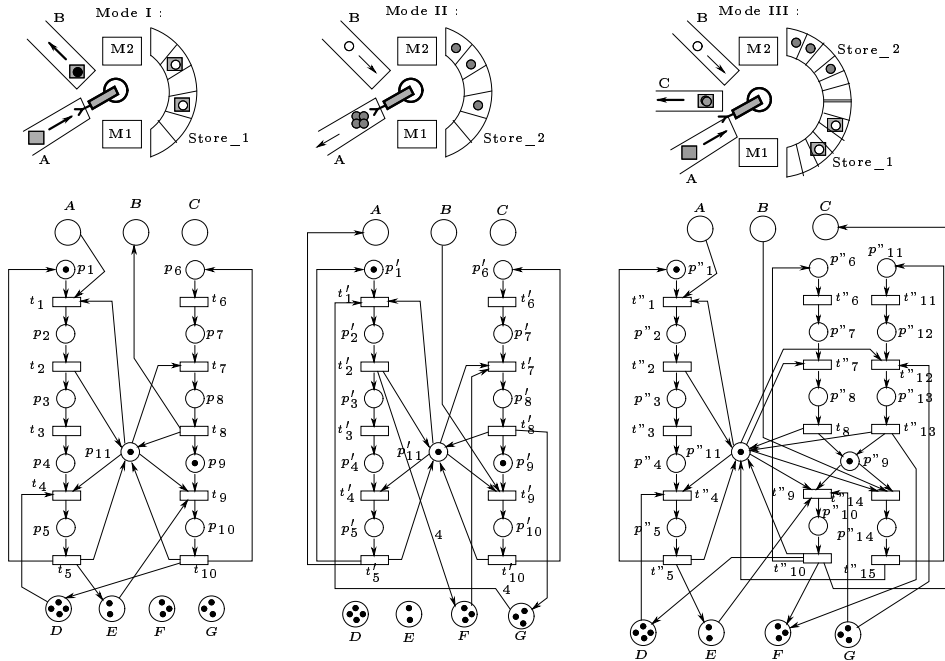 Mode I :
Mode II :
Mode III :
B
B
B
M2
M2
M2
Store_2
C
M1
M1
M1
Store_1
Store_2
Store_1
A
A
A
A B C
A B C
A B C
p1 p6
p'1 p'6
p"1 p"6 p"11
t1 t6
t'1 t'6
t"1 t"6 t"11
p2 p7
p'2 p'7
p"2 p"7 p"12
t2 t7
t'2 t'7
t"2 t"7 t"12
p3 p8
p'3 p'8
p"3 p"8 p"13
t3 t8
t'3 t'8
t"3 t8 t"13
p4 p11 p9
p'4 p'11 p'9
p"4 p"11 p"9
t4 t9
t'4 t'9
t"4 t"9 t"14
p5 p10
p'5 p'10
p"5 p"10 p"14
4
t5 t10
t'5 t'10
t"5 t"10 t"15
4
D E F G
D E F G
D E F G